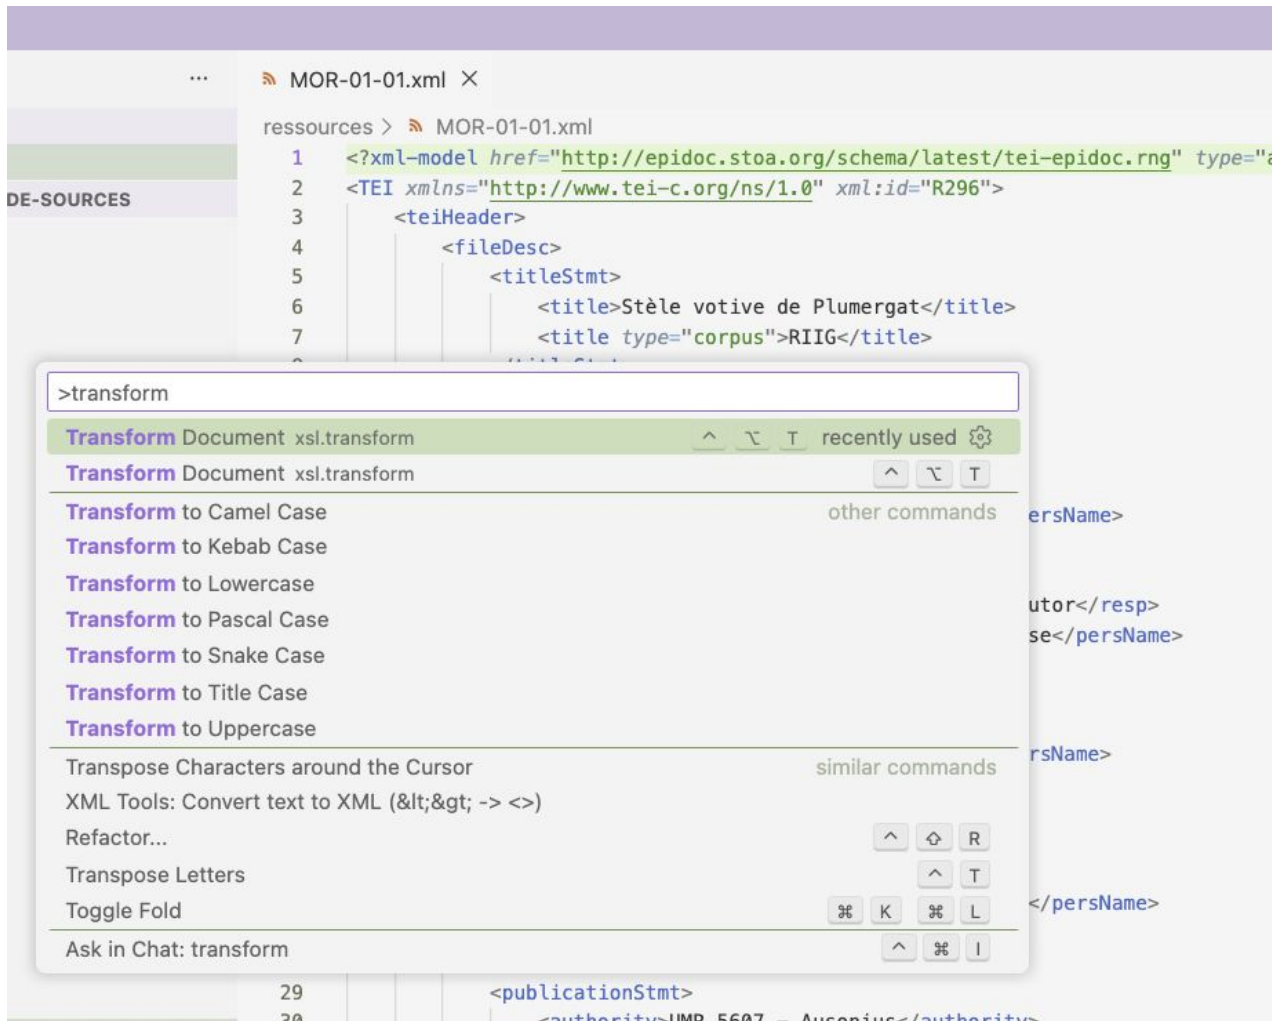 ···
MOR-01-01.xml ×
DE-SOURCES
ressources > MOR-01-01.xml
1 <?xml-model href="http://epidoc.stoa.org/schema/latest/tei-epidoc.rng" type="a
2 <TEI xmlns="http://www.tei-c.org/ns/1.0" xml:id="R296">
3 <teiHeader>
4 <fileDesc>
5 <titleStmt>
6 <title>Stèle votive de Plumergat</title>
7 <title type="corpus">RIIG</title>
>transform
Transform Document xsl.transform ^ ⌥ T recently used
Transform Document xsl.transform ^ ⌥ T
Transform to Camel Case other commands
ersName>
Transform to Kebab Case
Transform to Lowercase
utor</resp>
Transform to Pascal Case
se</persName>
Transform to Snake Case
Transform to Title Case
Transform to Uppercase
rsName>
Transpose Characters around the Cursor similar commands
XML Tools: Convert text to XML (&lt;&gt; -> <>)
Refactor... ^ ⇧ R
Transpose Letters ^ T
Toggle Fold ⌘ K ⌘ L
</persName>
Ask in Chat: transform ^ ⌘ I
29 <publicationStmt>
30 <authority>UMR 5607 – Ausonius</authority>